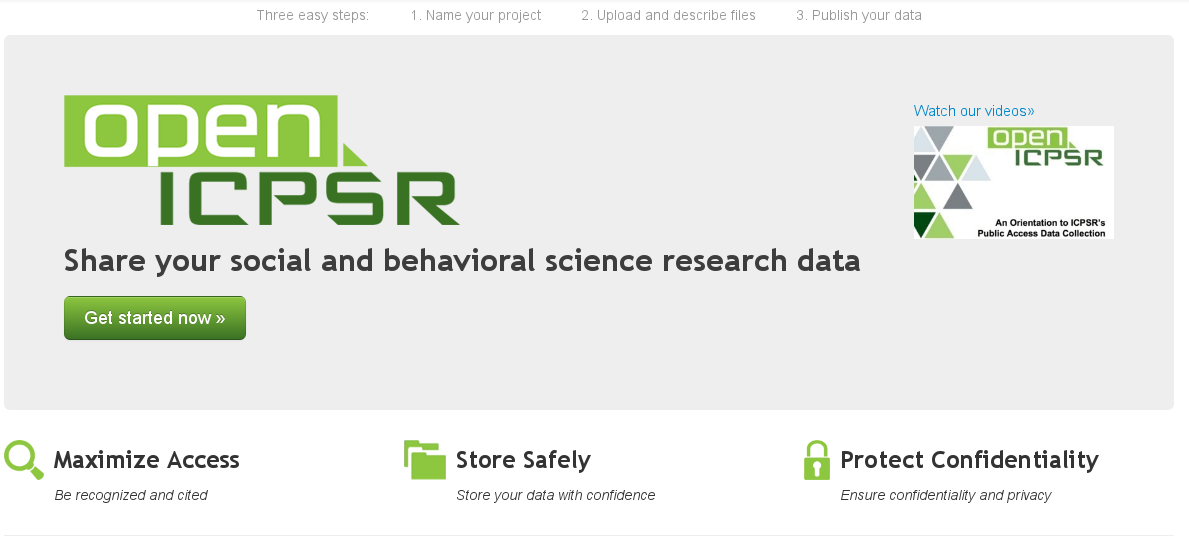 Three easy steps: 1. Name your project 2. Upload and describe files 3. Publish your data
open
ICPSR
Share your social and behavioral science research data
Get started now »
Watch our videos»
open
ICPSR
An Orientation to ICPSR's
Public Access Data Collection
Maximize Access
Be recognized and cited
Store Safely
Store your data with confidence
Protect Confidentiality
Ensure confidentiality and privacy